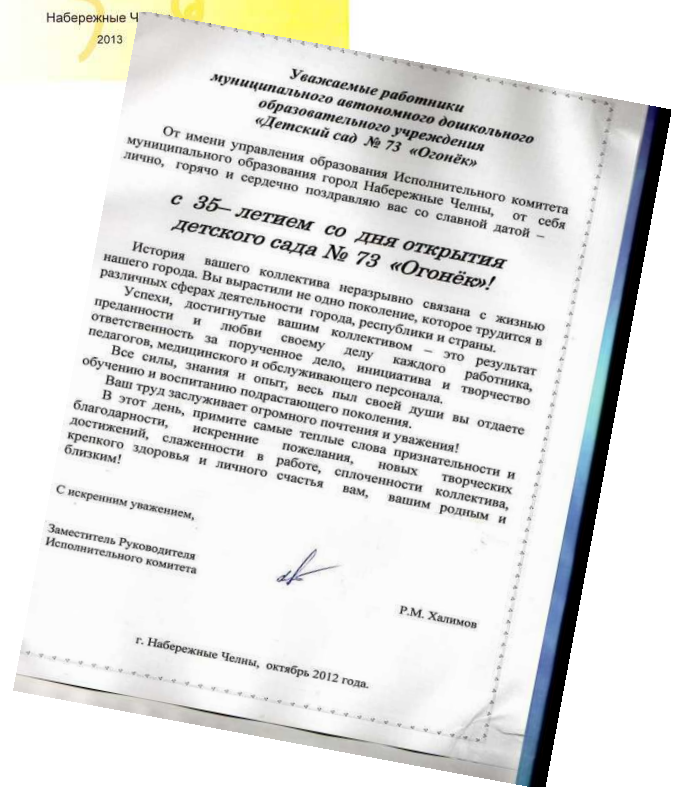 Набережные Ч
2013
Уважаемые работники
муниципального автономного дошкольного
образовательного учреждения
«Детский сад № 73 «Огонёк»
От имени управления образования Исполнительного комитета
муниципального образования город Набережные Челны, от себя
лично, горячо и сердечно поздравляю вас со славной датой –
с 35– летием со дня открытия
детского сада № 73 «Огонёк»!
История вашего коллектива неразрывно связана с жизнью
нашего города. Вы вырастили не одно поколение, которое трудится в
различных сферах деятельности города, республики и страны.
Успехи, достигнутые вашим коллективом – это результат
преданности и любви своему делу каждого работника,
ответственность за порученное дело, инициатива и творчество
педагогов, медицинского и обслуживающего персонала.
Все силы, знания и опыт, весь пыл своей души вы отдаете
обучению и воспитанию подрастающего поколения.
Ваш труд заслуживает огромного почтения и уважения!
В этот день, примите самые теплые слова признательности и
благодарности, искренние пожелания, новых творческих
достижений, слаженности в работе, сплоченности коллектива,
крепкого здоровья и личного счастья вам, вашим родным и
близким!
С искренним уважением,
Заместитель Руководителя
Исполнительного комитета
Р.М. Халимов
г. Набережные Челны, октябрь 2012 года.